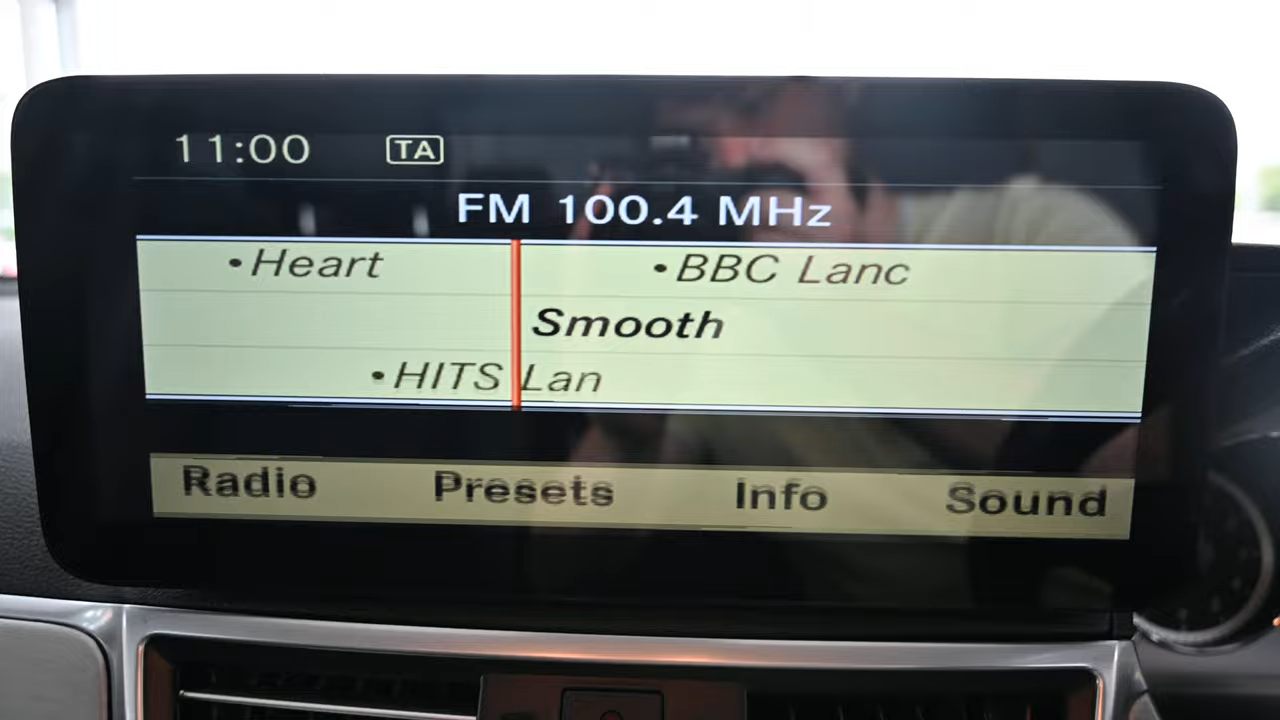 11:00 TA
FM 100.4 MHz
•Heart •BBC Lanc
Smooth
•HITS Lan
Radio Presets Info Sound